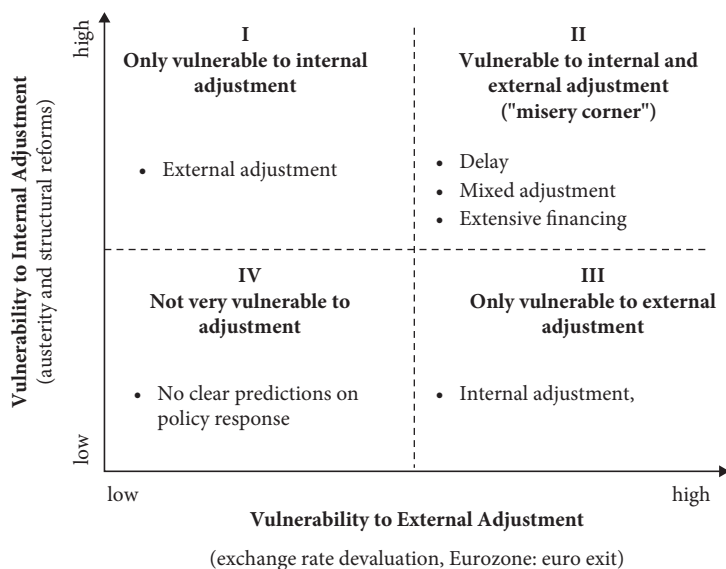 Vulnerability to Internal Adjustment
(austerity and structural reforms)
high
low
I
Only vulnerable to internal
adjustment
• External adjustment
II
Vulnerable to internal and
external adjustment
("misery corner")
• Delay
• Mixed adjustment
• Extensive financing
IV
Not very vulnerable to
adjustment
• No clear predictions on
policy response
III
Only vulnerable to external
adjustment
• Internal adjustment,
low
high
Vulnerability to External Adjustment
(exchange rate devaluation, Eurozone: euro exit)